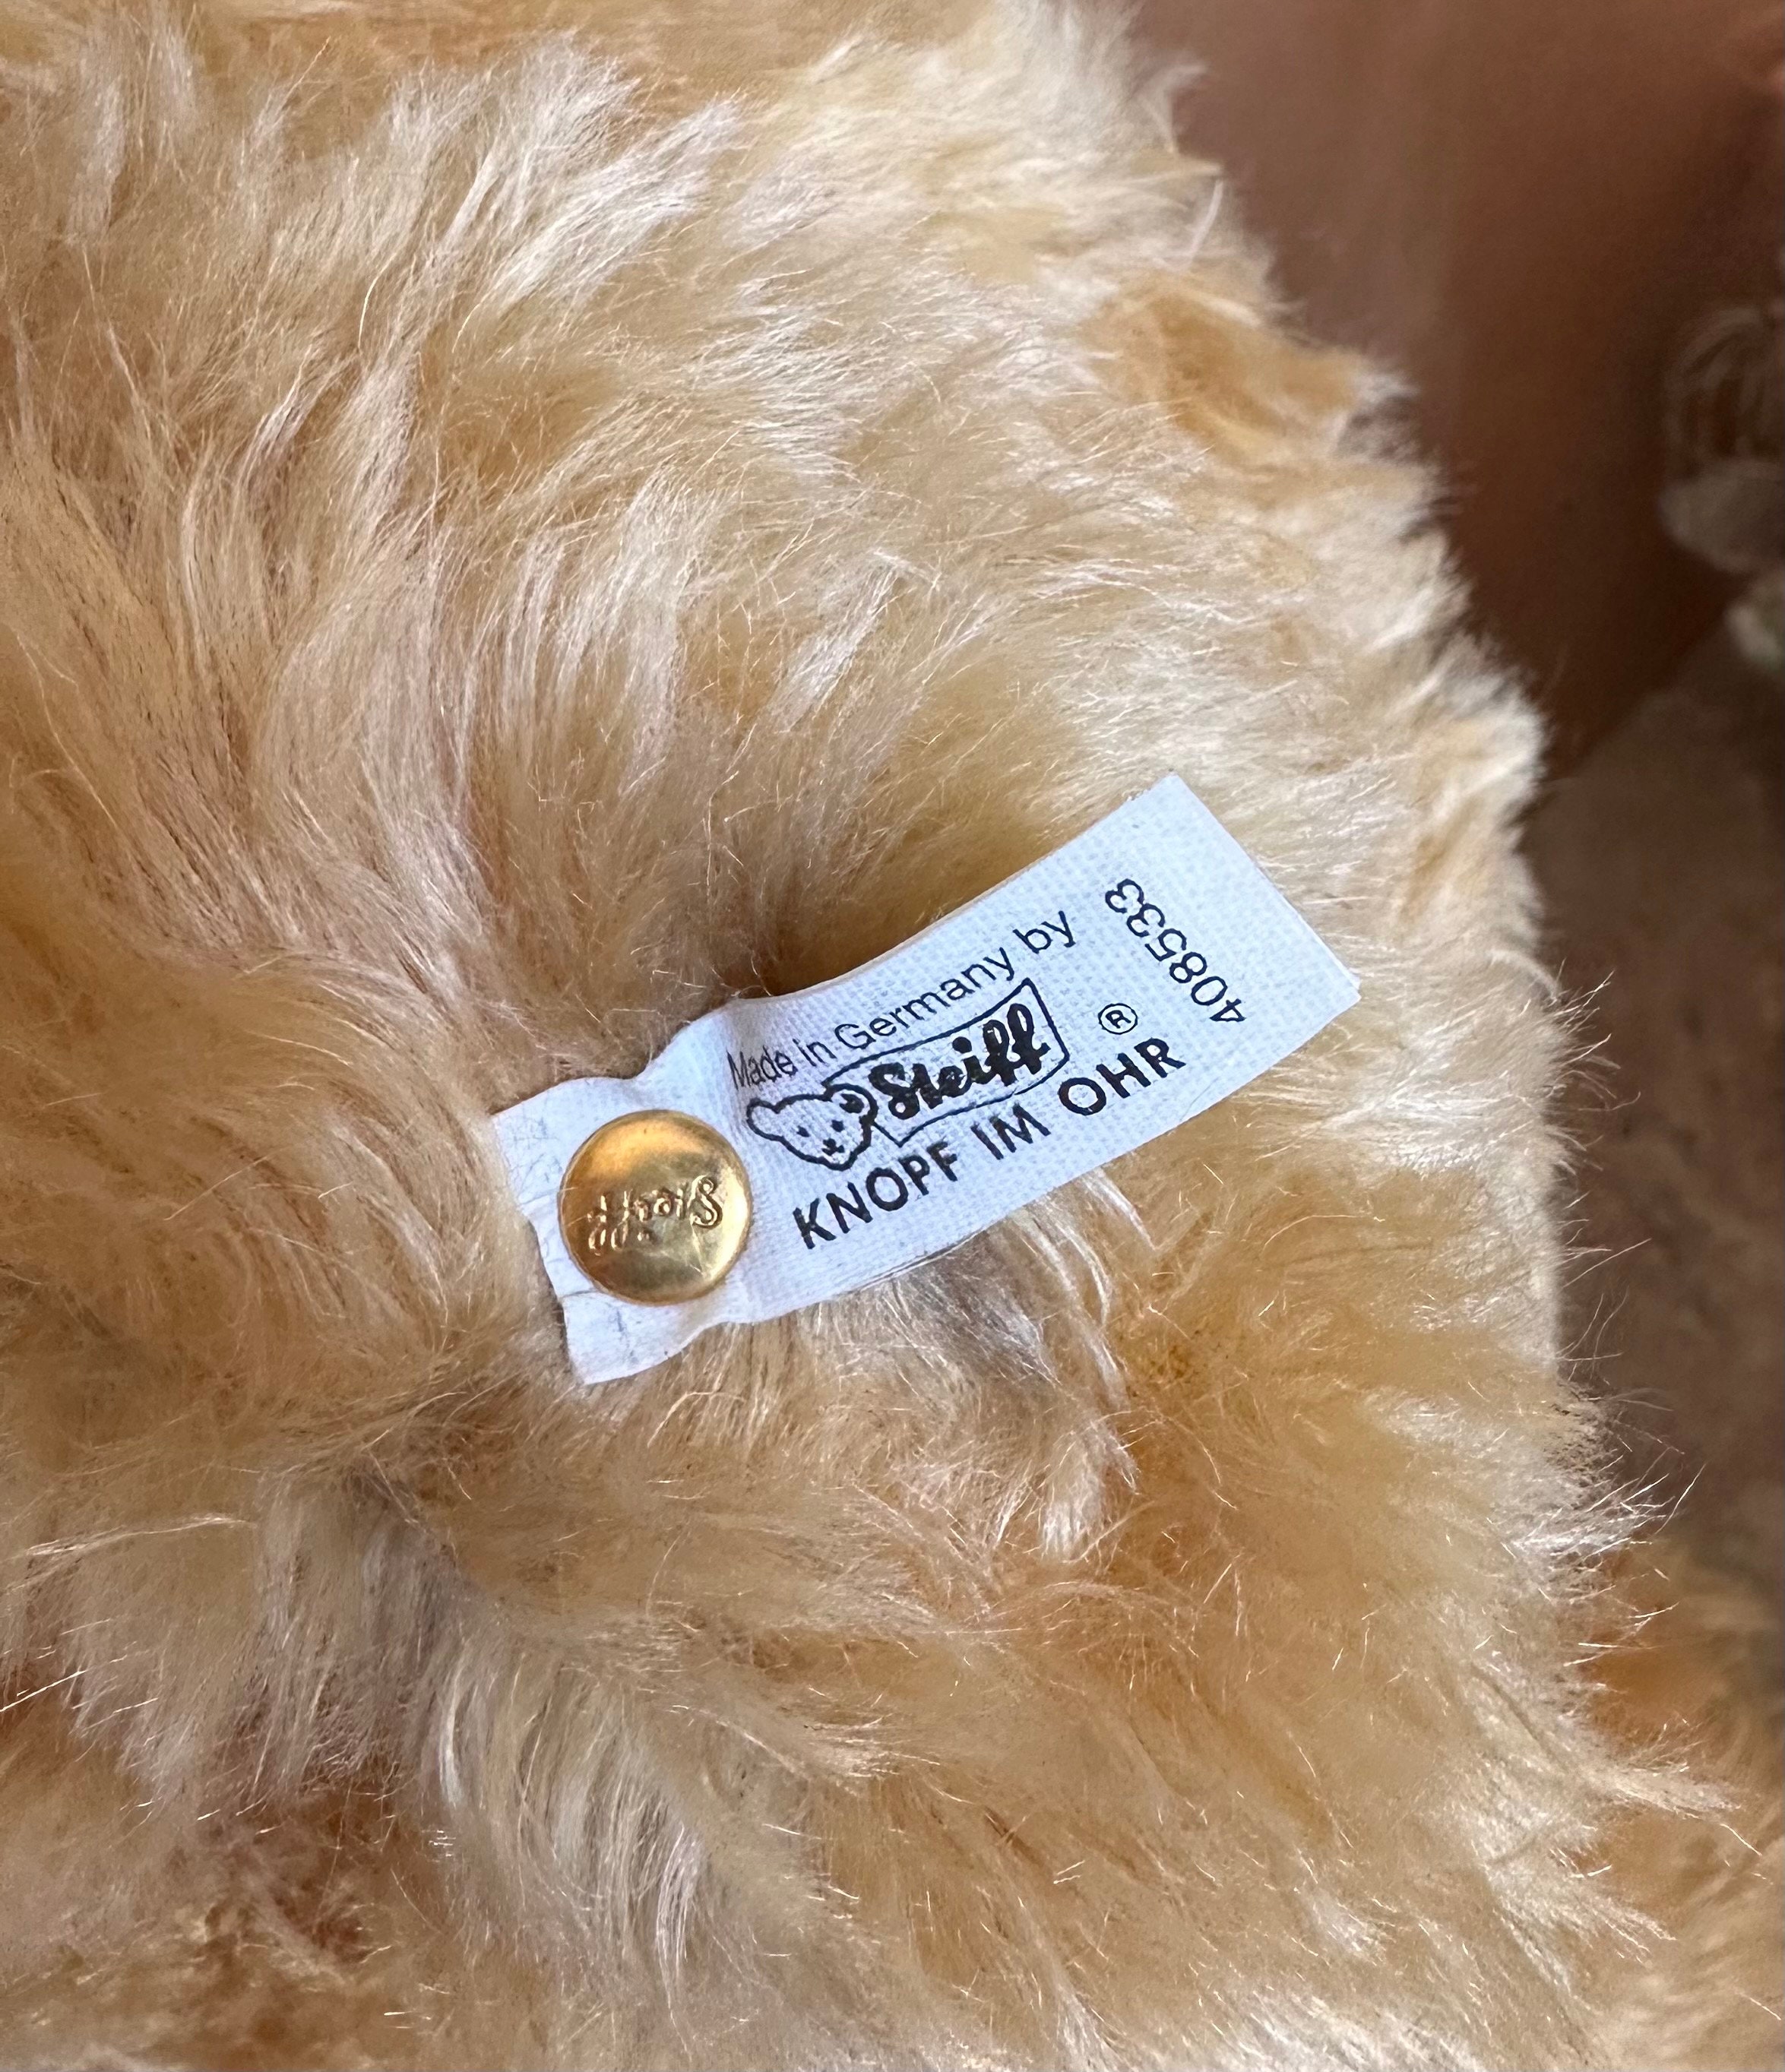 Made in Germany by
Steiff
®
KNOPF IM OHR
408533
Steiff